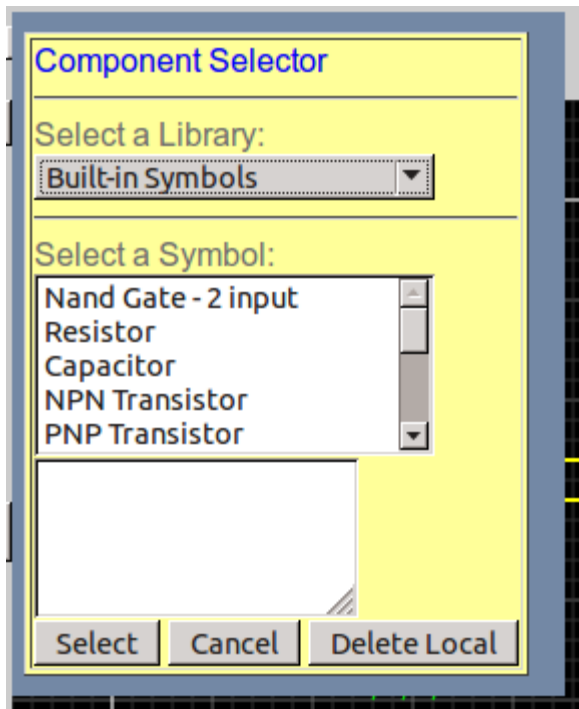 Component Selector
Select a Library:
Built-in Symbols
Select a Symbol:
Nand Gate - 2 input
Resistor
Capacitor
NPN Transistor
PNP Transistor
Select Cancel Delete Local